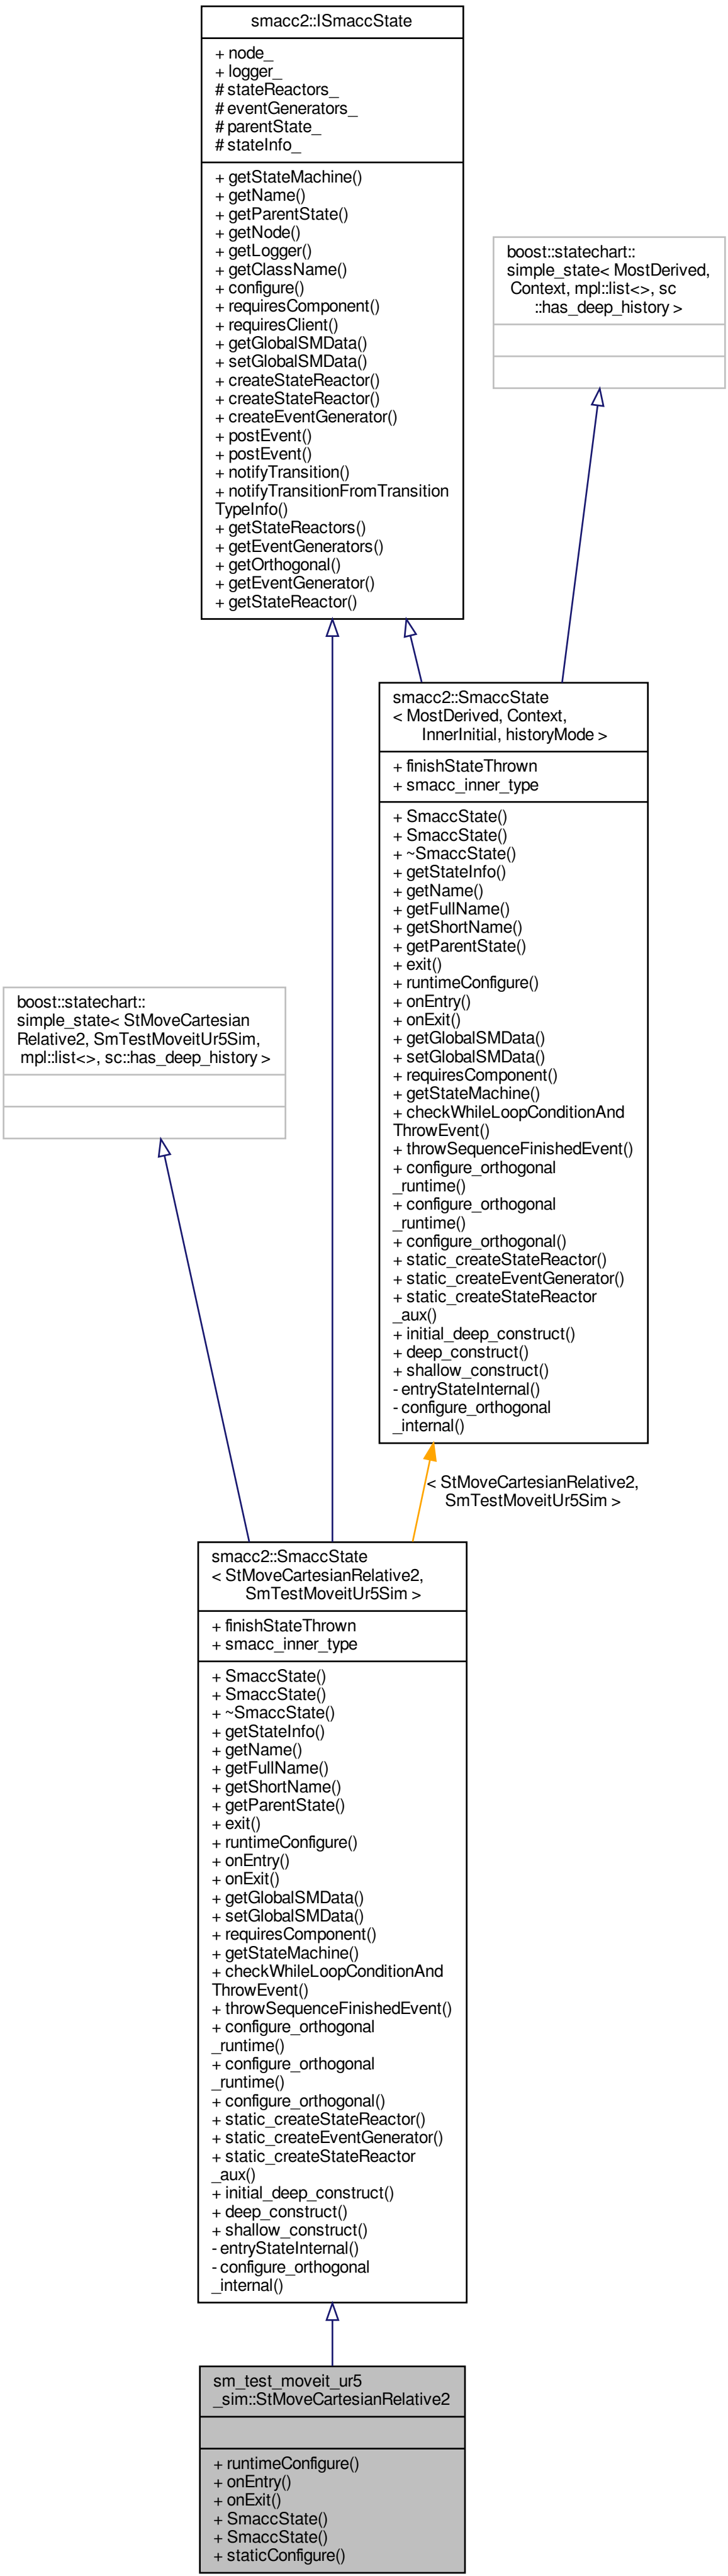 smacc2::ISmaccState
+ node_
+ logger_
# stateReactors_
# eventGenerators_
# parentState_
# stateInfo_
+ getStateMachine()
+ getName()
+ getParentState()
+ getNode()
+ getLogger()
+ getClassName()
+ configure()
+ requiresComponent()
+ requiresClient()
+ getGlobalSMData()
+ setGlobalSMData()
+ createStateReactor()
+ createStateReactor()
+ createEventGenerator()
+ postEvent()
+ postEvent()
+ notifyTransition()
+ notifyTransitionFromTransition
TypeInfo()
+ getStateReactors()
+ getEventGenerators()
+ getOrthogonal()
+ getEventGenerator()
+ getStateReactor()
boost::statechart::
simple_state< MostDerived,
Context, mpl::list<>, sc
::has_deep_history >
smacc2::SmaccState
< MostDerived, Context,
InnerInitial, historyMode >
+ finishStateThrown
+ smacc_inner_type
+ SmaccState()
+ SmaccState()
+ ~SmaccState()
+ getStateInfo()
+ getName()
+ getFullName()
+ getShortName()
+ getParentState()
+ exit()
+ runtimeConfigure()
+ onEntry()
+ onExit()
+ getGlobalSMData()
+ setGlobalSMData()
+ requiresComponent()
+ getStateMachine()
+ checkWhileLoopConditionAnd
ThrowEvent()
+ throwSequenceFinishedEvent()
+ configure_orthogonal
_runtime()
+ configure_orthogonal
_runtime()
+ configure_orthogonal()
+ static_createStateReactor()
+ static_createEventGenerator()
+ static_createStateReactor
_aux()
+ initial_deep_construct()
+ deep_construct()
+ shallow_construct()
- entryStateInternal()
- configure_orthogonal
_internal()
boost::statechart::
simple_state< StMoveCartesian
Relative2, SmTestMoveitUr5Sim,
mpl::list<>, sc::has_deep_history >
< StMoveCartesianRelative2,
SmTestMoveitUr5Sim >
smacc2::SmaccState
< StMoveCartesianRelative2,
SmTestMoveitUr5Sim >
+ finishStateThrown
+ smacc_inner_type
+ SmaccState()
+ SmaccState()
+ ~SmaccState()
+ getStateInfo()
+ getName()
+ getFullName()
+ getShortName()
+ getParentState()
+ exit()
+ runtimeConfigure()
+ onEntry()
+ onExit()
+ getGlobalSMData()
+ setGlobalSMData()
+ requiresComponent()
+ getStateMachine()
+ checkWhileLoopConditionAnd
ThrowEvent()
+ throwSequenceFinishedEvent()
+ configure_orthogonal
_runtime()
+ configure_orthogonal
_runtime()
+ configure_orthogonal()
+ static_createStateReactor()
+ static_createEventGenerator()
+ static_createStateReactor
_aux()
+ initial_deep_construct()
+ deep_construct()
+ shallow_construct()
- entryStateInternal()
- configure_orthogonal
_internal()
sm_test_moveit_ur5
_sim::StMoveCartesianRelative2
+ runtimeConfigure()
+ onEntry()
+ onExit()
+ SmaccState()
+ SmaccState()
+ staticConfigure()